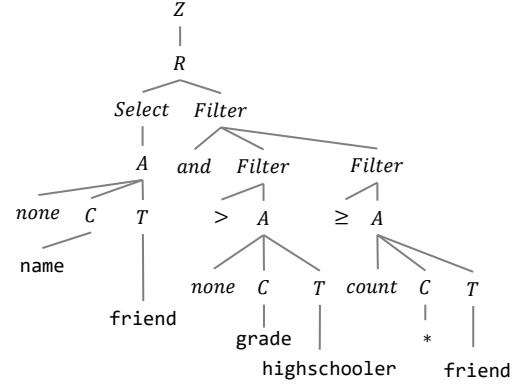 Z
R
Select Filter
A and Filter Filter
none C T > A ≥ A
name
none C T count C T
friend
grade *
highschooler friend